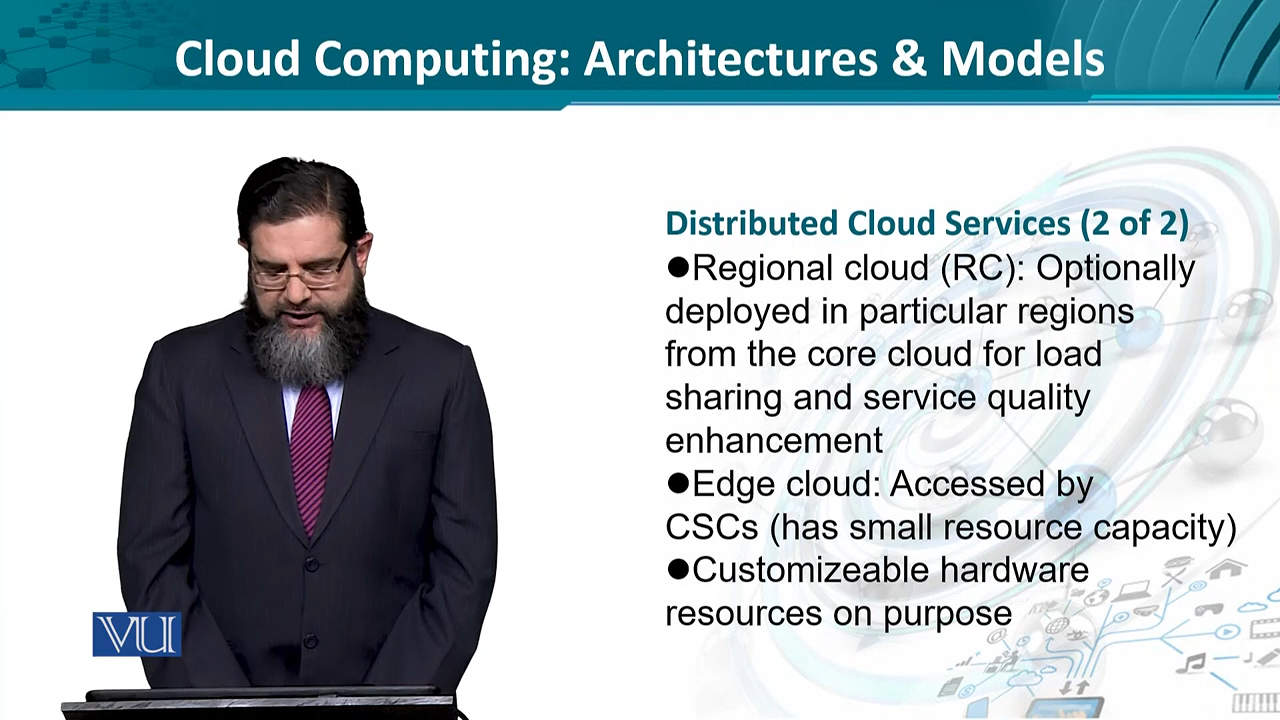 Cloud Computing: Architectures & Models
Distributed Cloud Services (2 of 2)
●Regional cloud (RC): Optionally
deployed in particular regions
from the core cloud for load
sharing and service quality
enhancement
●Edge cloud: Accessed by
CSCs (has small resource capacity)
●Customizeable hardware
resources on purpose
VU